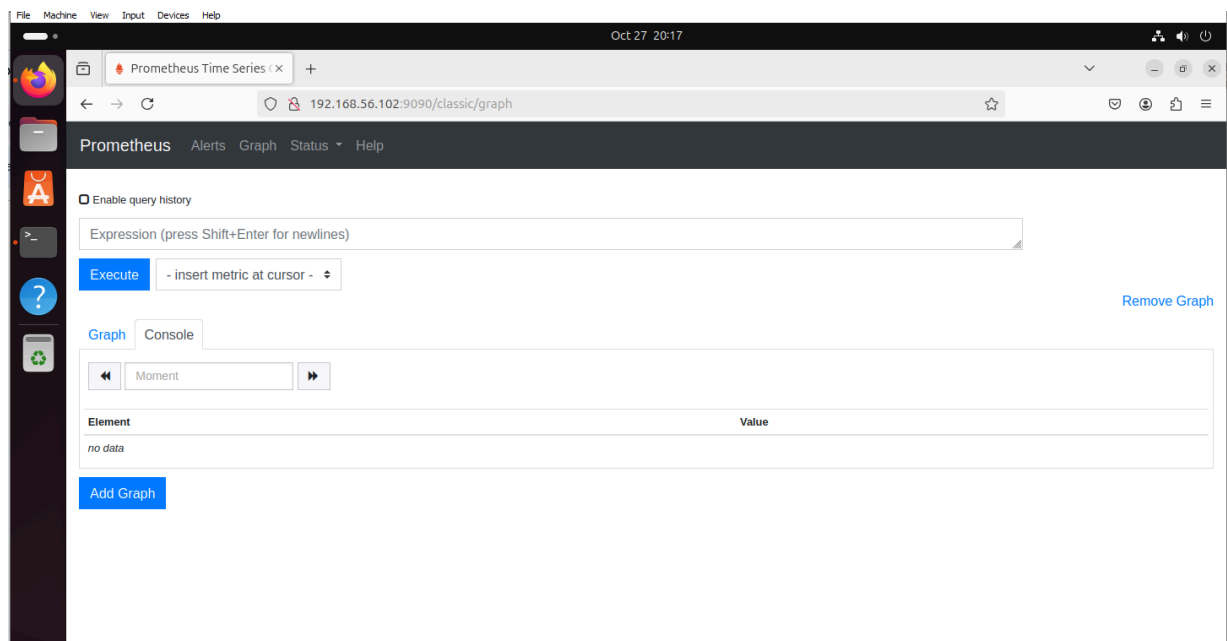 File Machine View Input Devices Help
Oct 27 20:17
Prometheus Time Series
192.168.56.102:9090/classic/graph
Prometheus Alerts Graph Status Help
Enable query history
Expression (press Shift+Enter for newlines)
Execute - insert metric at cursor -
Remove Graph
Graph Console
Moment
Element Value
no data
Add Graph